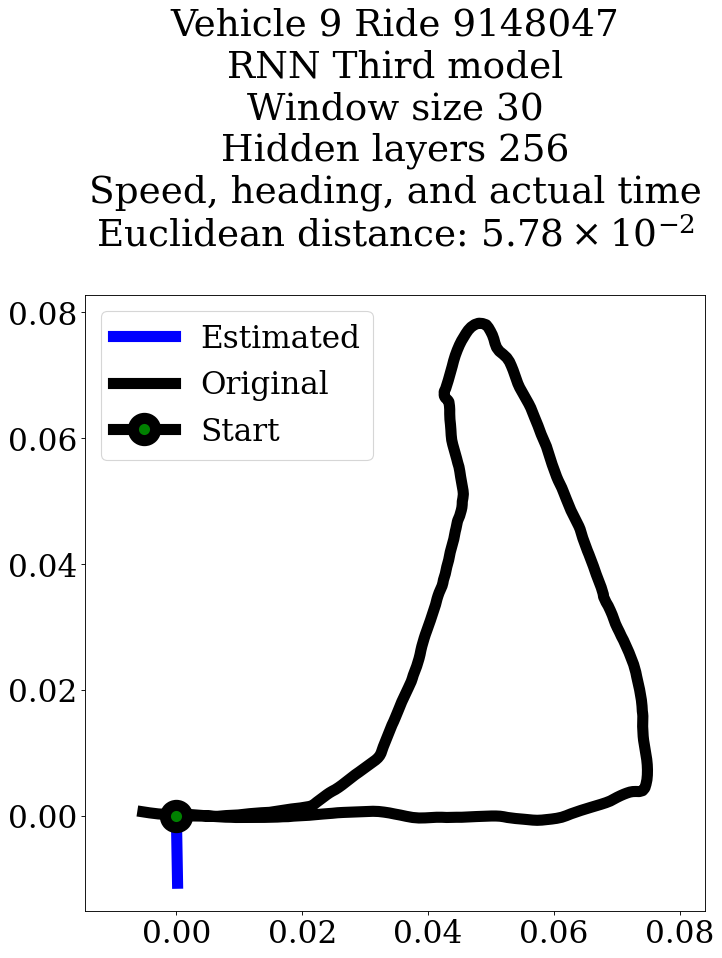 Vehicle 9 Ride 9148047
RNN Third model
Window size 30
Hidden layers 256
Speed, heading, and actual time
Euclidean distance: 5.78 × 10⁻²
Estimated
Original
Start
0.08
0.06
0.04
0.02
0.00
0.00 0.02 0.04 0.06 0.08